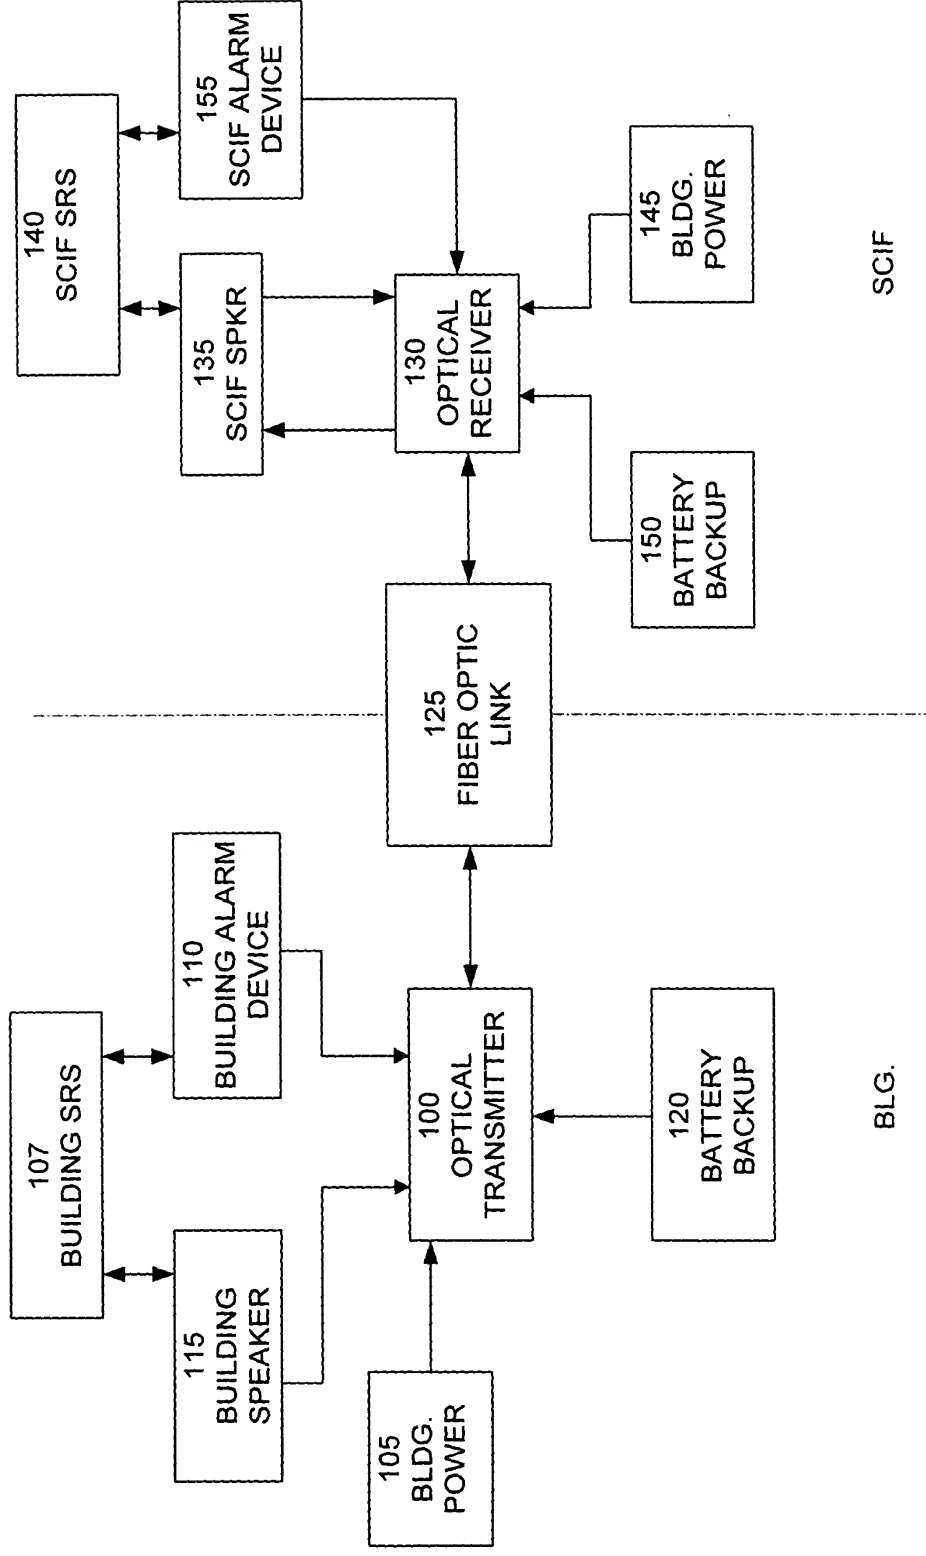 107
BUILDING SRS
115
BUILDING
SPEAKER
110
BUILDING ALARM
DEVICE
105
BLDG.
POWER
100
OPTICAL
TRANSMITTER
120
BATTERY
BACKUP
BLG.
125
FIBER OPTIC
LINK
140
SCIF SRS
135
SCIF SPKR
155
SCIF ALARM
DEVICE
130
OPTICAL
RECEIVER
150
BATTERY
BACKUP
145
BLDG.
POWER
SCIF